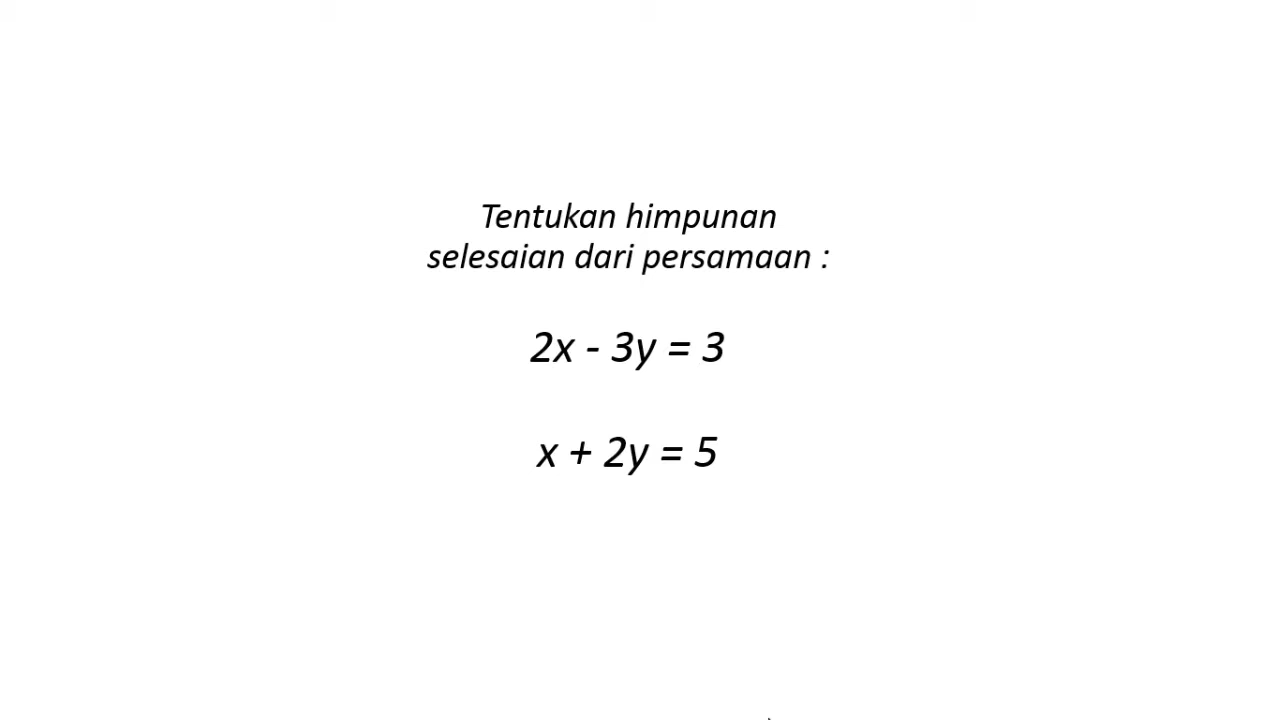 Tentukan himpunan
selesaian dari persamaan :
2x - 3y = 3
x + 2y = 5